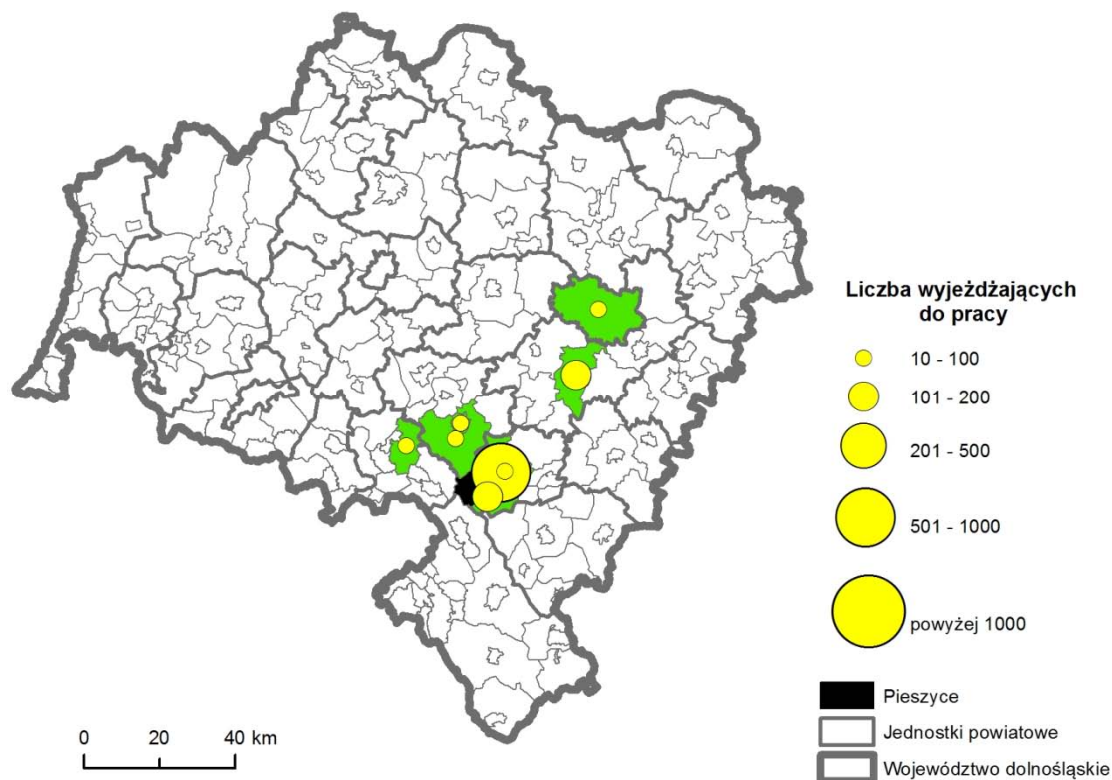 Liczba wyjeżdżających
do pracy
10 - 100
101 - 200
201 - 500
501 - 1000
powyżej 1000
Pieszyce
Jednostki powiatowe
Województwo dolnośląskie
0 20 40 km